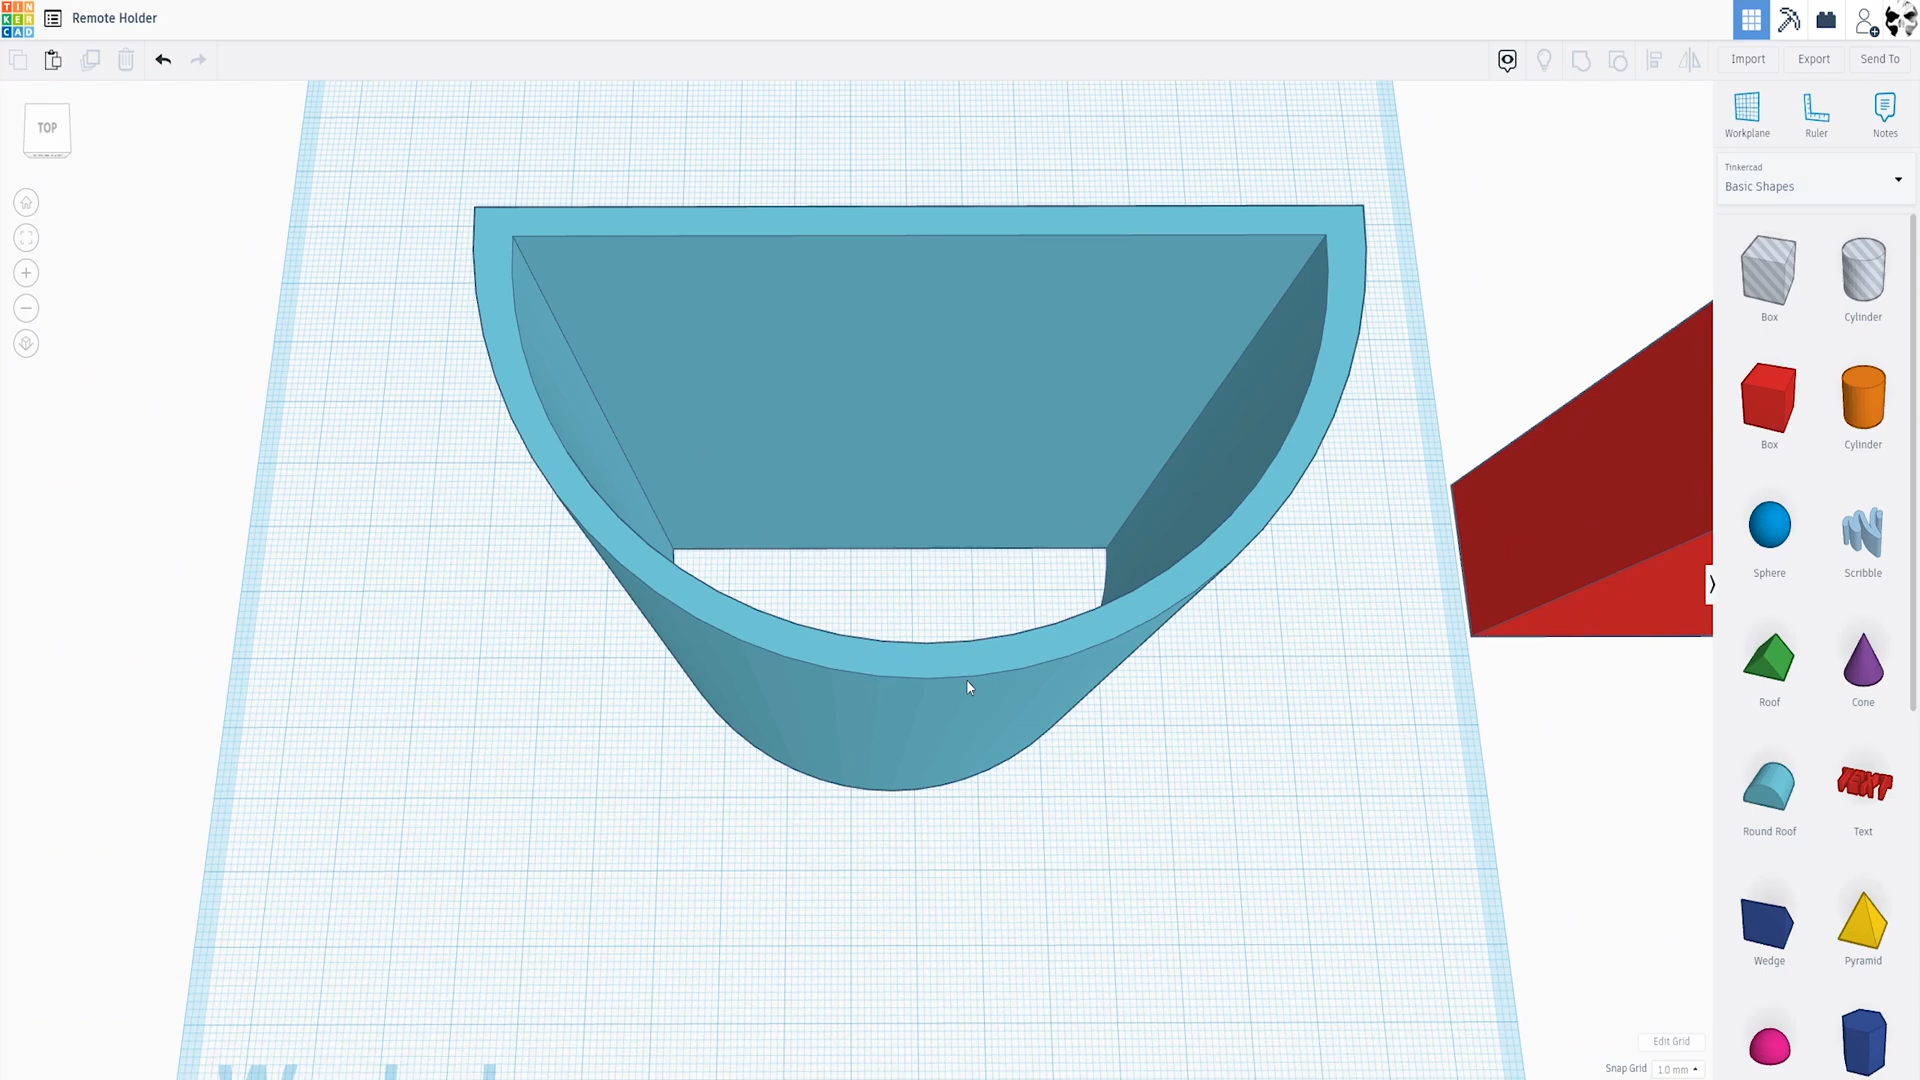 TIN
KER
CAD
Remote Holder
Import
Export
Send To
TOP
Workplane
Ruler
Notes
Tinkercad
Basic Shapes
Box
Cylinder
Box
Cylinder
Sphere
Scribble
Roof
Cone
TEXT
Round Roof
Text
Wedge
Pyramid
Edit Grid
Snap Grid
1.0 mm